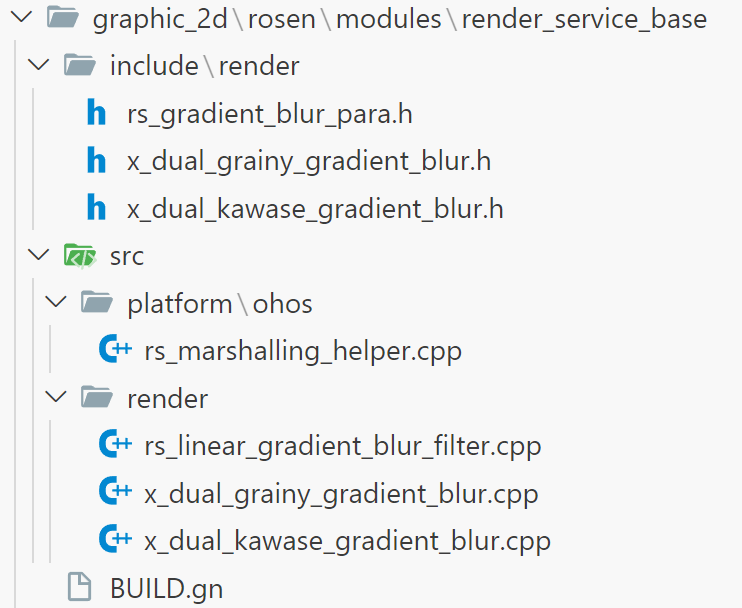 graphic_2d\rosen\modules\render_service_base
include\render
rs_gradient_blur_para.h
x_dual_grainy_gradient_blur.h
x_dual_kawase_gradient_blur.h
src
platform\ohos
rs_marshalling_helper.cpp
render
rs_linear_gradient_blur_filter.cpp
x_dual_grainy_gradient_blur.cpp
x_dual_kawase_gradient_blur.cpp
BUILD.gn